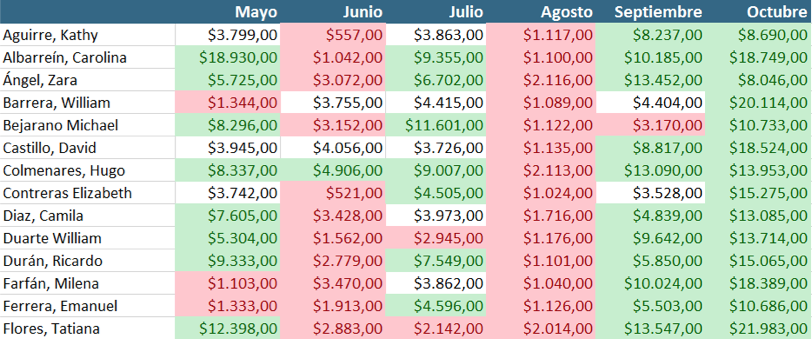 Mayo Junio Julio Agosto Septiembre Octubre
Aguirre, Kathy $3.799,00 $557,00 $3.863,00 $1.117,00 $8.237,00 $8.690,00
Albarreín, Carolina $18.930,00 $1.042,00 $9.355,00 $1.100,00 $10.185,00 $18.749,00
Ángel, Zara $5.725,00 $3.072,00 $6.702,00 $2.116,00 $13.452,00 $8.046,00
Barrera, William $1.344,00 $3.755,00 $4.415,00 $1.089,00 $4.404,00 $20.114,00
Bejarano Michael $8.296,00 $3.152,00 $11.601,00 $1.122,00 $3.170,00 $10.733,00
Castillo, David $3.945,00 $4.056,00 $3.726,00 $1.135,00 $8.817,00 $18.524,00
Colmenares, Hugo $8.337,00 $4.906,00 $9.007,00 $2.113,00 $13.090,00 $13.953,00
Contreras Elizabeth $3.742,00 $521,00 $4.505,00 $1.024,00 $3.528,00 $15.275,00
Diaz, Camila $7.605,00 $3.428,00 $3.973,00 $1.716,00 $4.839,00 $13.085,00
Duarte William $5.304,00 $1.562,00 $2.945,00 $1.176,00 $9.642,00 $13.714,00
Durán, Ricardo $9.333,00 $2.779,00 $7.549,00 $1.101,00 $5.850,00 $15.065,00
Farfán, Milena $1.103,00 $3.470,00 $3.862,00 $1.040,00 $10.024,00 $18.389,00
Ferrera, Emanuel $1.333,00 $1.913,00 $4.596,00 $1.126,00 $5.503,00 $10.686,00
Flores, Tatiana $12.398,00 $2.883,00 $2.142,00 $2.014,00 $13.547,00 $21.983,00